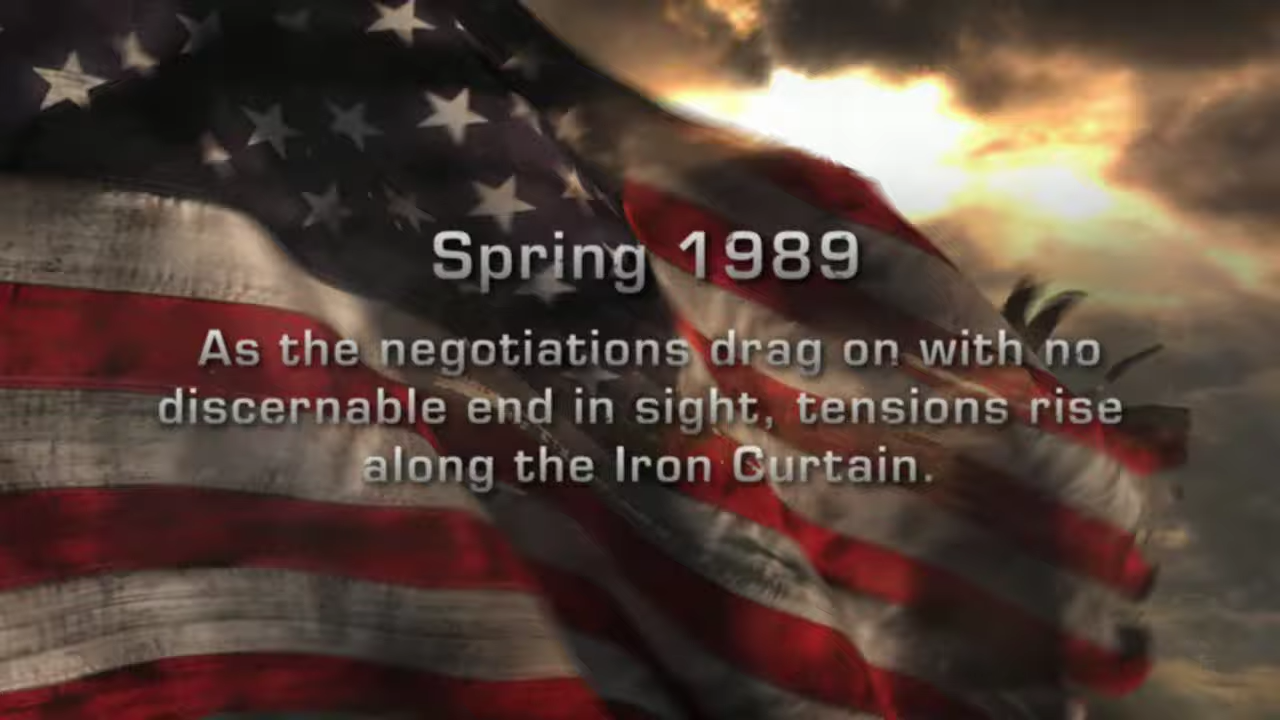 Spring 1989
As the negotiations drag on with no
discernable end in sight, tensions rise
along the Iron Curtain.